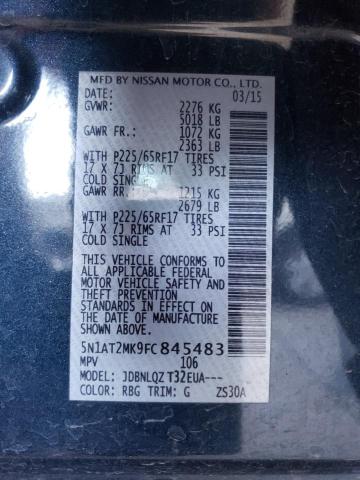 MFD BY NISSAN MOTOR CO., LTD.
DATE: 03/15
GVWR: 2276 KG
5018 LB
GAWR FR.: 1072 KG
2363 LB
WITH P225/65RF17 TIRES
17 X 7J RIMS AT 33 PSI
COLD SINGLE
GAWR RR. 1215 KG
2679 LB
WITH P225/65RF17 TIRES
17 X 7J RIMS AT 33 PSI
COLD SINGLE
THIS VEHICLE CONFORMS TO
ALL APPLICABLE FEDERAL
MOTOR VEHICLE SAFETY
STANDARDS IN EFFECT ON THE
DATE OF MFR SHOWN ABOVE.
5N1AT2MK9FC845483
MPV 106
MODEL: JDBNLQZ T32EUA---
COLOR: RBG TRIM: G ZS30A